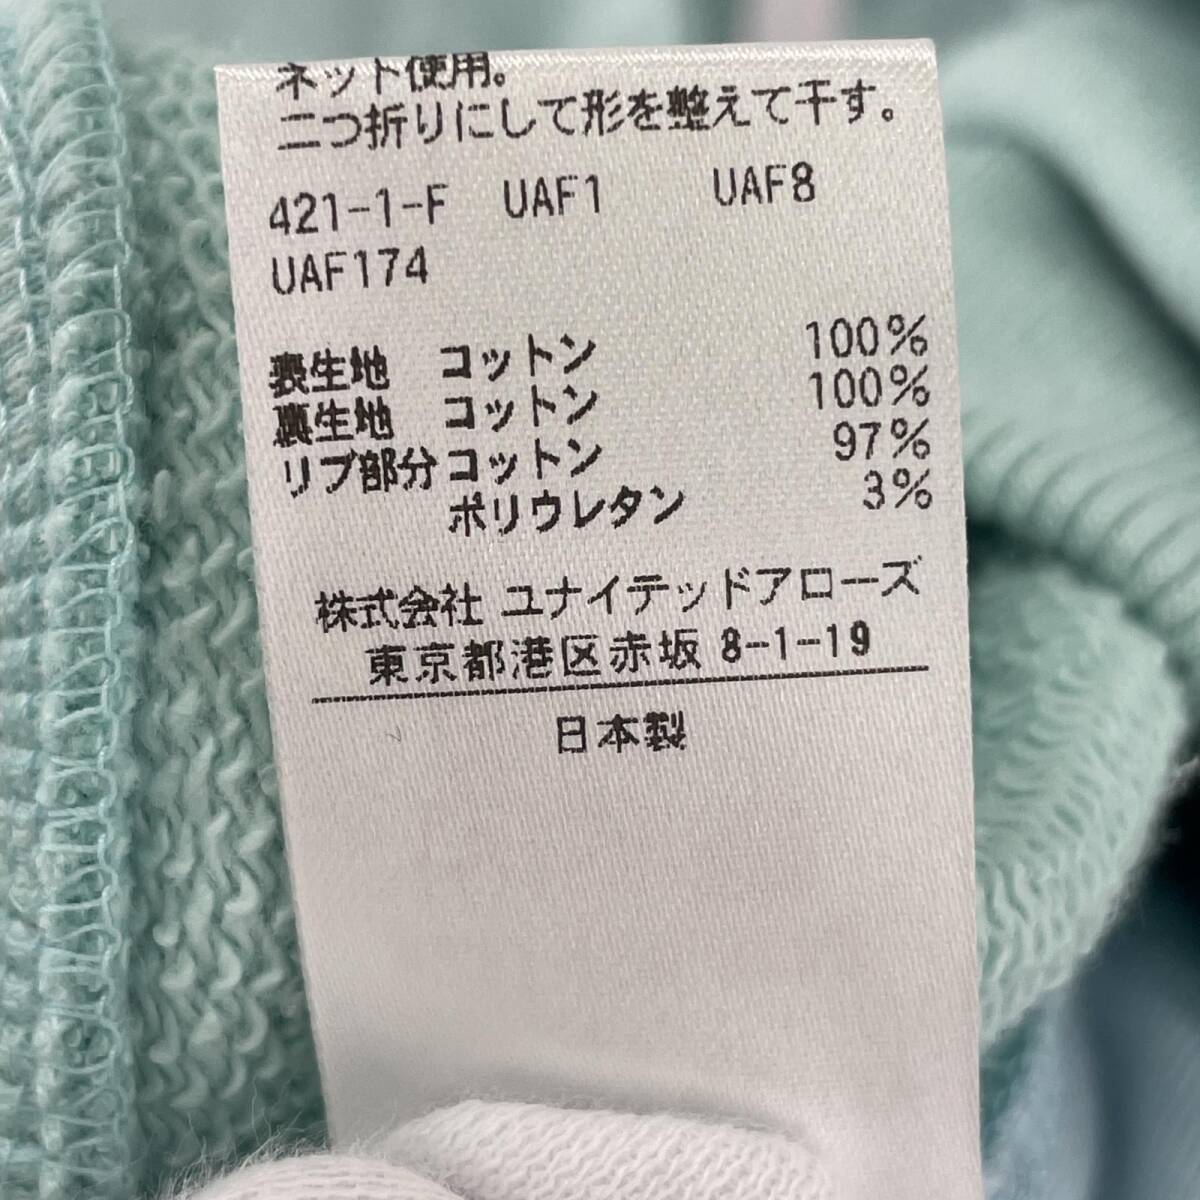 ネット使用。
二つ折りにして形を整えて干す。
421-1-F UAF1 UAF8
UAF174
表生地 コットン 100%
裏生地 コットン 100%
リブ部分 コットン 97%
ポリウレタン 3%
株式会社 ユナイテッドアローズ
東京都港区赤坂 8-1-19
日本製